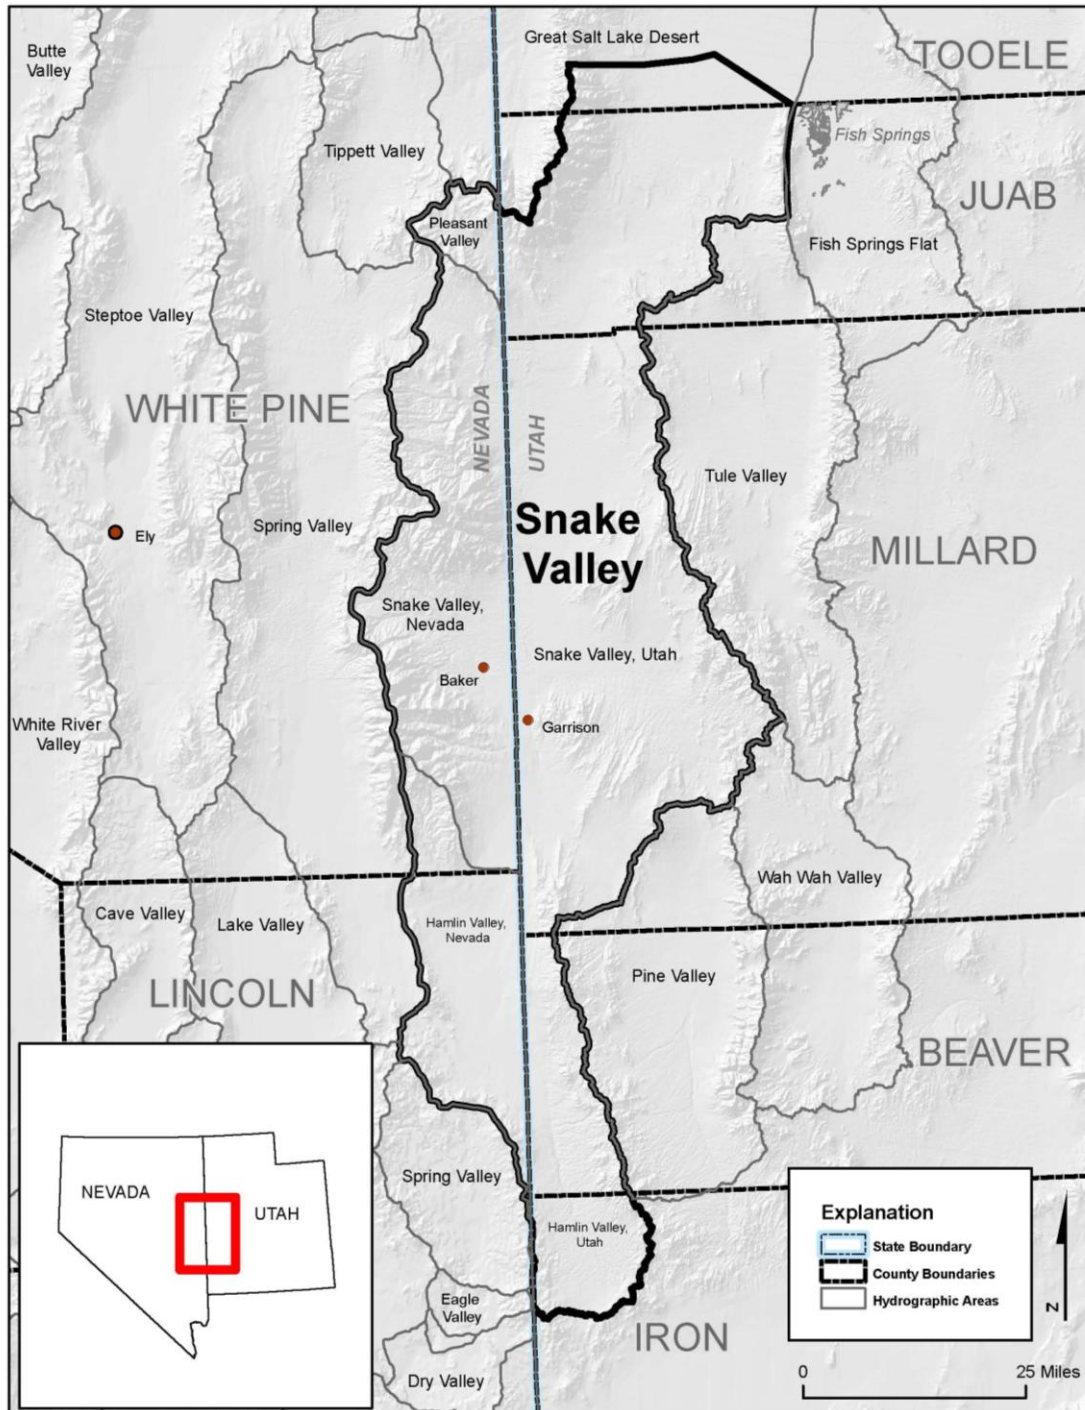 Great Salt Lake Desert
TOOELE
Butte
Valley
Fish Springs
Tippett Valley
JUAB
Pleasant
Valley
Fish Springs Flat
Steptoe Valley
WHITE PINE
NEVADA
UTAH
Tule Valley
Snake
Valley
Spring Valley
Ely
MILLARD
Snake Valley,
Nevada
Snake Valley, Utah
Baker
Garrison
White River
Valley
Wah Wah Valley
Cave Valley
Lake Valley
Hamlin Valley,
Nevada
Pine Valley
LINCOLN
BEAVER
NEVADA
UTAH
Spring Valley
Hamlin Valley,
Utah
Eagle
Valley
IRON
Dry Valley
Explanation
State Boundary
County Boundaries
Hydrographic Areas
N
0
25 Miles